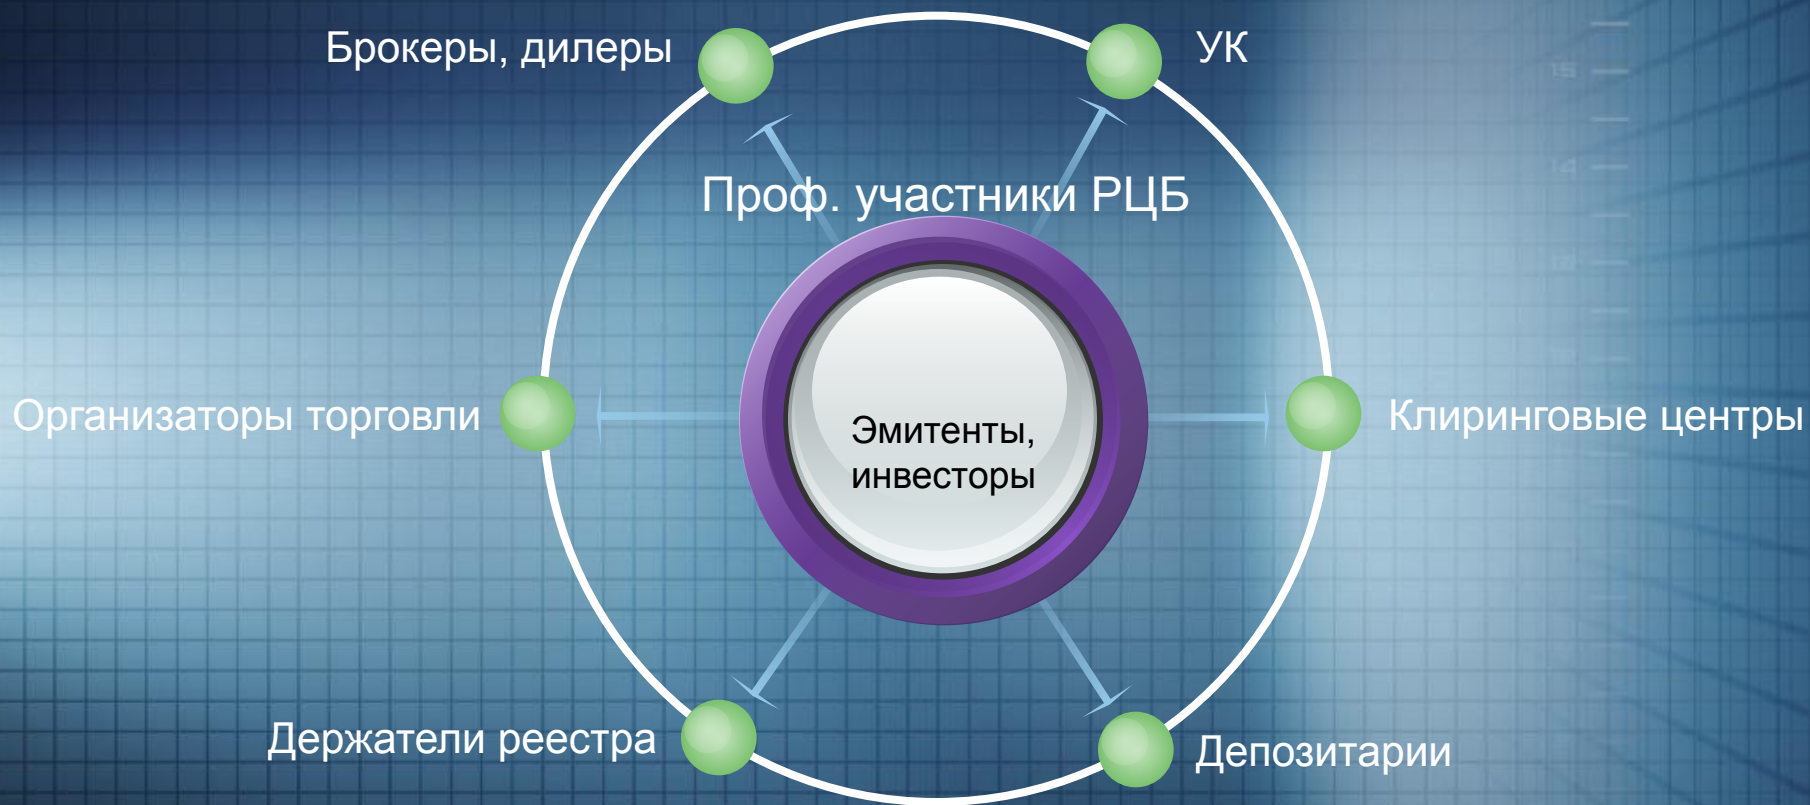 Брокеры, дилеры
УК
Проф. участники РЦБ
Организаторы торговли
Эмитенты,
инвесторы
Клиринговые центры
Держатели реестра
Депозитарии